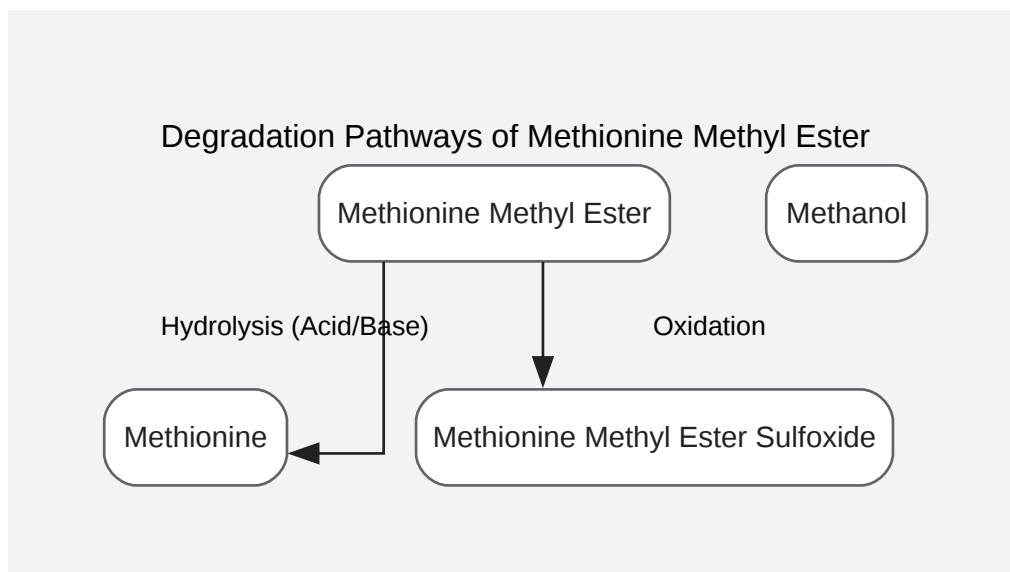 Degradation Pathways of Methionine Methyl Ester
Methionine Methyl Ester
Methanol
Hydrolysis (Acid/Base)
Oxidation
Methionine
Methionine Methyl Ester Sulfoxide